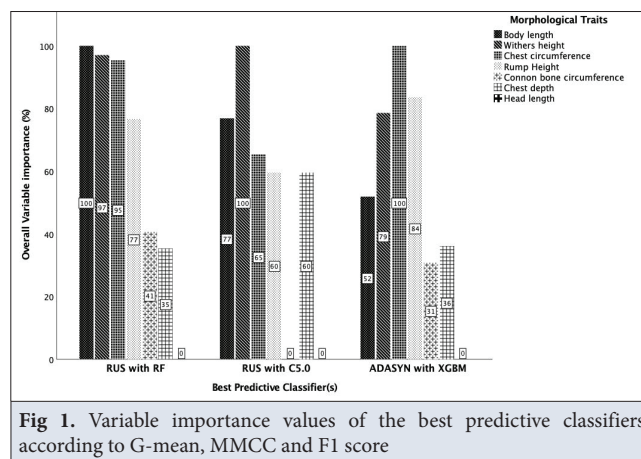 Morphological Traits
Body length
Withers height
Chest circumference
Rump Height
Connon bone circumference
Chest depth
Head length
Overall Variable importance (%)
100
80
60
40
20
0
100
97
95
77
41
35
0
77
100
65
60
0
60
0
52
79
100
84
31
36
0
RUS with RF
RUS with C5.0
ADASYN with XGBM
Best Predictive Classifier(s)
Fig 1. Variable importance values of the best predictive classifiers
according to G-mean, MMCC and F1 score